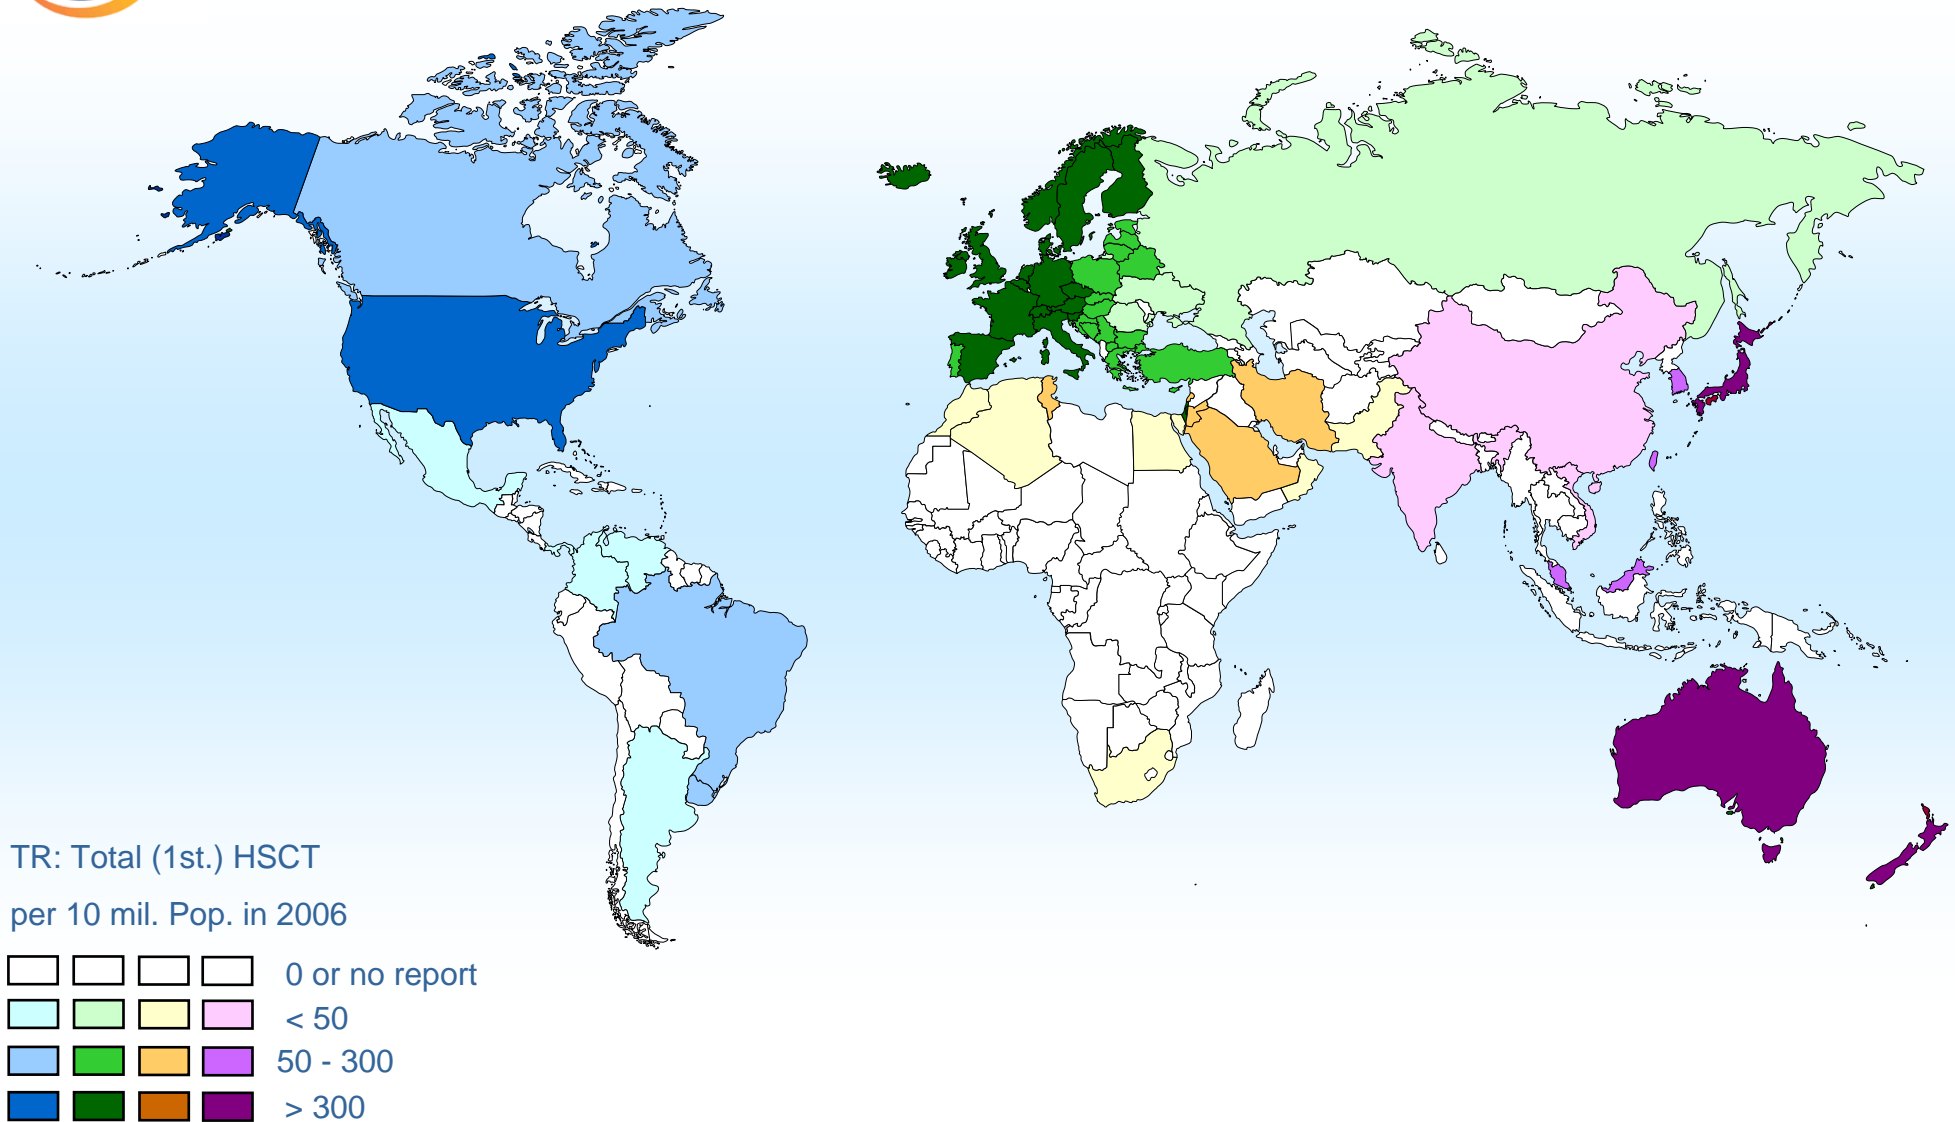 TR: Total (1st.) HSCT
per 10 mil. Pop. in 2006
0 or no report
< 50
50 - 300
> 300